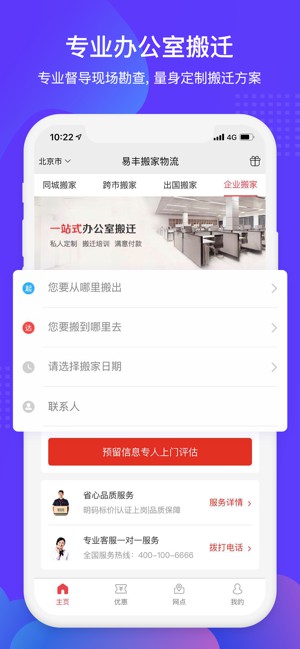 专业办公室搬迁
专业督导现场勘查, 量身定制搬迁方案
10:22
4G
北京市
易丰搬家物流
同城搬家 跨市搬家 出国搬家 企业搬家
一站式办公室搬迁
私人定制 搬迁培训 满意付款
起 您要从哪里搬出
达 您要搬到哪里去
请选择搬家日期
联系人
预留信息专人上门评估
省心品质服务
明码标价|认证上岗|品质保障
服务详情
专业客服一对一服务
全国服务热线：400-100-6666
拨打电话
主页 优惠 网点 我的